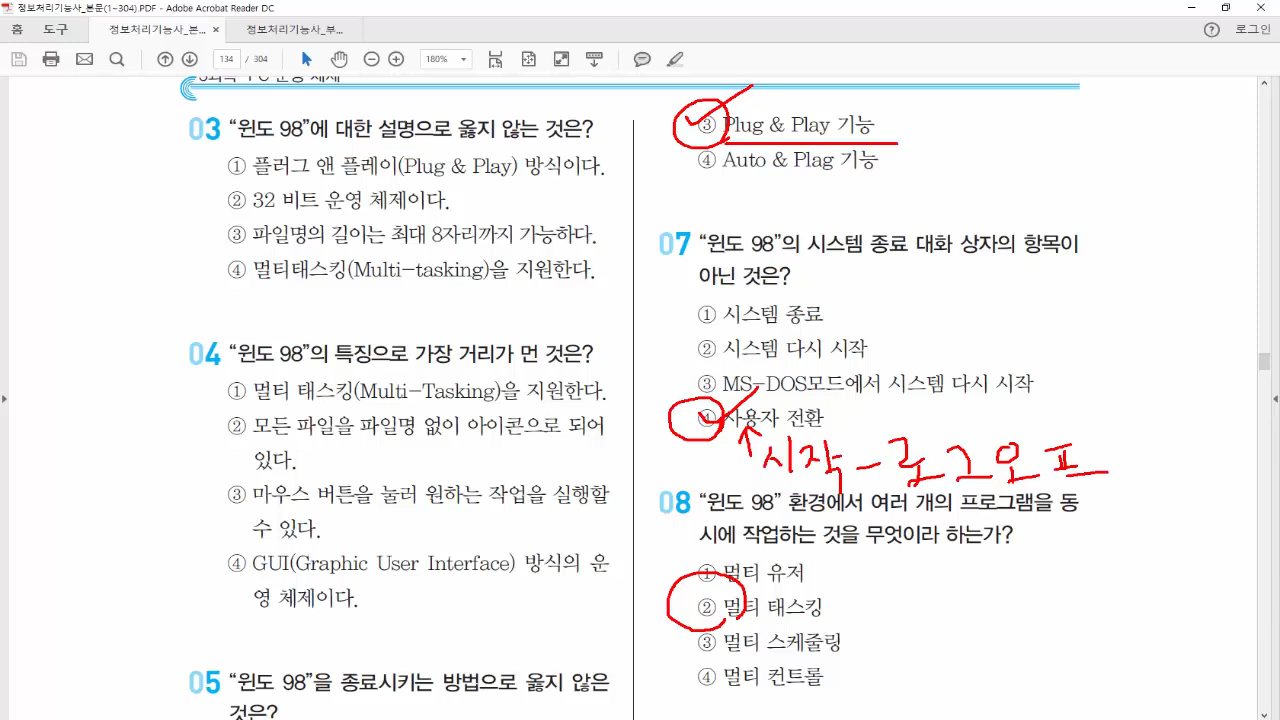 정보처리기능사_본문(1~304).PDF - Adobe Acrobat Reader DC
홈 도구 정보처리기능사_본... × 정보처리기능사_부... 로그인
134 / 304 180%
5과목 PC 운영 체제
03 “윈도 98”에 대한 설명으로 옳지 않는 것은?
① 플러그 앤 플레이(Plug & Play) 방식이다.
② 32 비트 운영 체제이다.
③ 파일명의 길이는 최대 8자리까지 가능하다.
④ 멀티태스킹(Multi-tasking)을 지원한다.
04 “윈도 98”의 특징으로 가장 거리가 먼 것은?
① 멀티 태스킹(Multi-Tasking)을 지원한다.
② 모든 파일을 파일명 없이 아이콘으로 되어
있다.
③ 마우스 버튼을 눌러 원하는 작업을 실행할
수 있다.
④ GUI(Graphic User Interface) 방식의 운
영 체제이다.
05 “윈도 98”을 종료시키는 방법으로 옳지 않은
것은?
③ Plug & Play 기능
④ Auto & Plag 기능
07 “윈도 98”의 시스템 종료 대화 상자의 항목이
아닌 것은?
① 시스템 종료
② 시스템 다시 시작
③ MS-DOS모드에서 시스템 다시 시작
④ 사용자 전환
시작 - 로그오프
08 “윈도 98” 환경에서 여러 개의 프로그램을 동
시에 작업하는 것을 무엇이라 하는가?
① 멀티 유저
② 멀티 태스킹
③ 멀티 스케줄링
④ 멀티 컨트롤